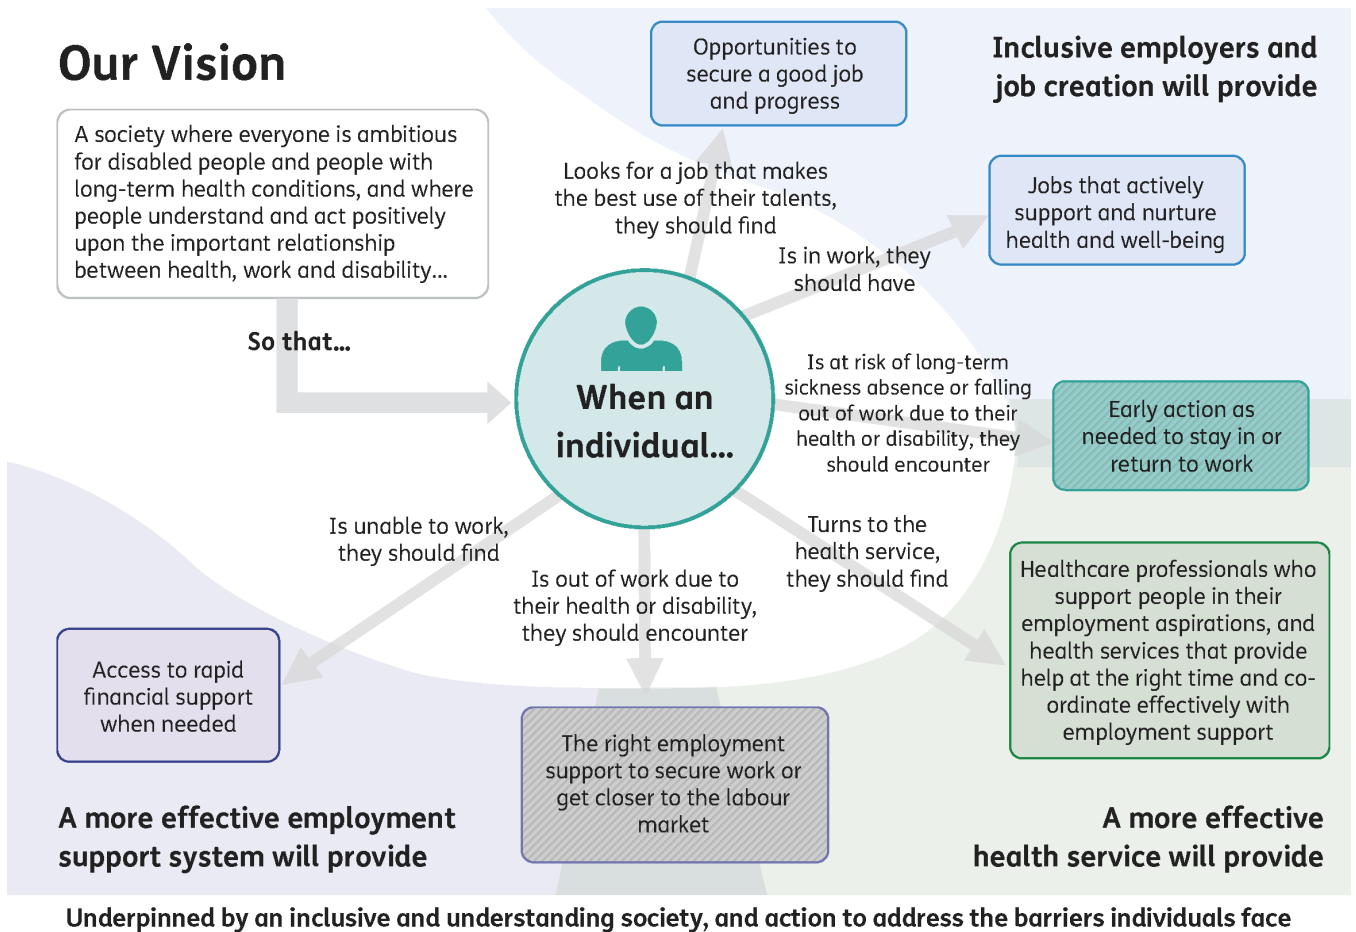 Our Vision
A society where everyone is ambitious
for disabled people and people with
long-term health conditions, and where
people understand and act positively
upon the important relationship
between health, work and disability...
So that...
When an
individual...
Looks for a job that makes
the best use of their talents,
they should find
Opportunities to
secure a good job
and progress
Inclusive employers and
job creation will provide
Is in work, they
should have
Jobs that actively
support and nurture
health and well-being
Is at risk of long-term
sickness absence or falling
out of work due to their
health or disability, they
should encounter
Early action as
needed to stay in or
return to work
Turns to the
health service,
they should find
Healthcare professionals who
support people in their
employment aspirations, and
health services that provide
help at the right time and co-
ordinate effectively with
employment support
A more effective
health service will provide
Is out of work due to
their health or disability,
they should encounter
The right employment
support to secure work or
get closer to the labour
market
Is unable to work,
they should find
Access to rapid
financial support
when needed
A more effective employment
support system will provide
Underpinned by an inclusive and understanding society, and action to address the barriers individuals face